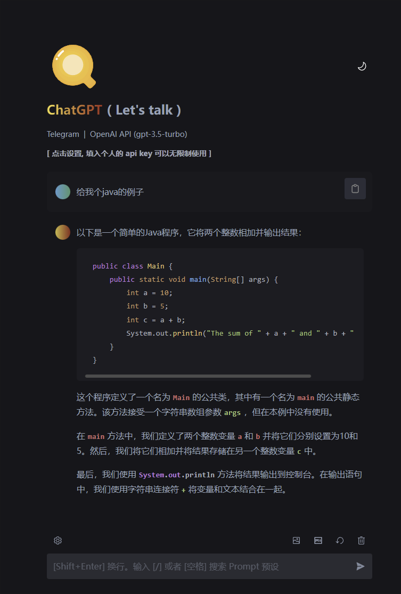 ChatGPT ( Let's talk )
Telegram | OpenAI API (gpt-3.5-turbo)
[ 点击设置, 填入个人的 api key 可以无限制使用 ]
给我个java的例子
以下是一个简单的Java程序，它将两个整数相加并输出结果：
public class Main {
public static void main(String[] args) {
int a = 10;
int b = 5;
int c = a + b;
System.out.println("The sum of " + a + " and " + b + "
}
}
这个程序定义了一个名为 Main 的公共类，其中有一个名为 main 的公共静态
方法。该方法接受一个字符串数组参数 args ，但在本例中没有使用。
在 main 方法中，我们定义了两个整数变量 a 和 b 并将它们分别设置为10和
5。然后，我们将它们相加并将结果存储在另一个整数变量 c 中。
最后，我们使用 System.out.println 方法将结果输出到控制台。在输出语句
中，我们使用字符串连接符 + 将变量和文本结合在一起。
[Shift+Enter] 换行。输入 [/] 或者 [空格] 搜索 Prompt 预设